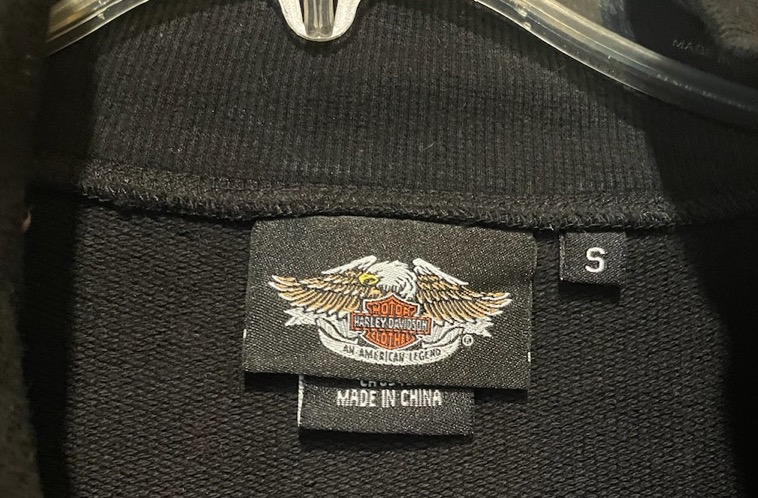 MOTOR
HARLEY-DAVIDSON
CLOTHES
AN AMERICAN LEGEND
®
S
MADE IN CHINA